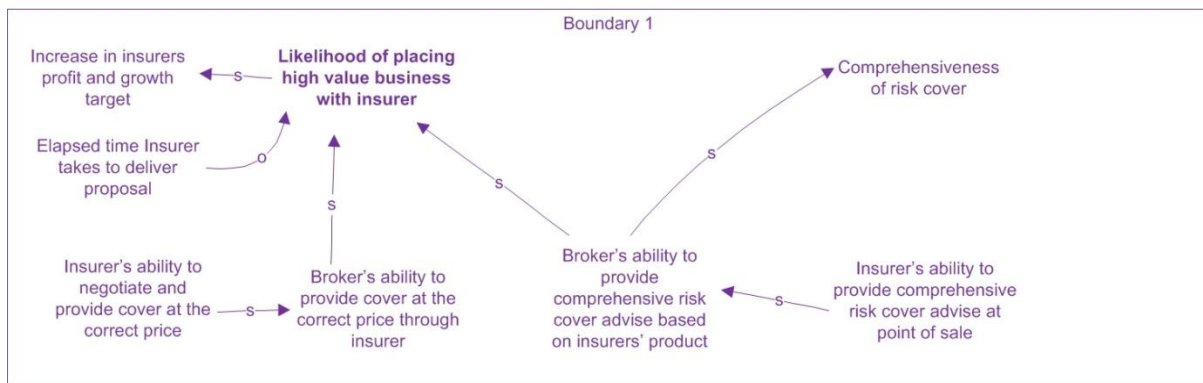 Boundary 1
Increase in insurers
profit and growth
target
s
Likelihood of placing
high value business
with insurer
Comprehensiveness
of risk cover
Elapsed time Insurer
takes to deliver
proposal
o
s
s
s
Insurer’s ability to
negotiate and
provide cover at the
correct price
s
Broker’s ability to
provide cover at the
correct price through
insurer
Broker’s ability to
provide
comprehensive risk
cover advise based
on insurers’ product
s
Insurer’s ability to
provide comprehensive
risk cover advise at
point of sale